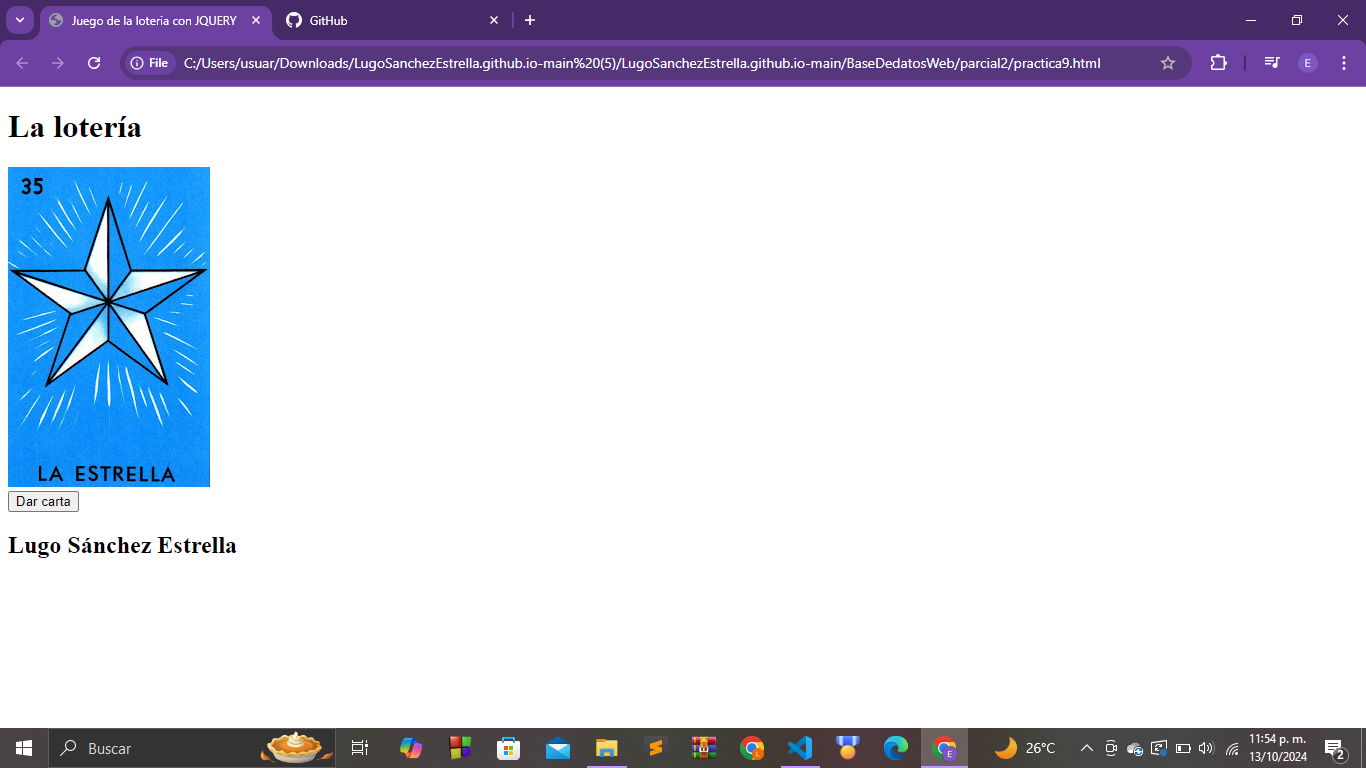 Juego de la loteria con JQUERY
GitHub
File
C:/Users/usuar/Downloads/LugoSanchezEstrella.github.io-main%20(5)/LugoSanchezEstrella.github.io-main/BaseDedatosWeb/parcial2/practica9.html
E
La lotería
35
LA ESTRELLA
Dar carta
Lugo Sánchez Estrella
Buscar
L
E
26°C
11:54 p. m.
13/10/2024
2